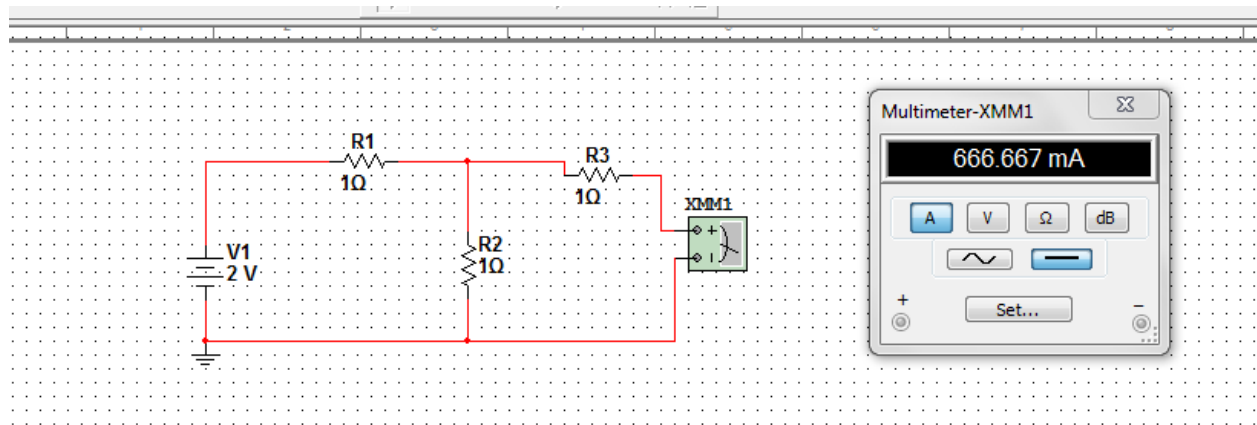 R1
1Ω
R3
1Ω
XMM1
R2
1Ω
V1
2 V
Multimeter-XMM1
666.667 mA
A V Ω dB
+ Set... −